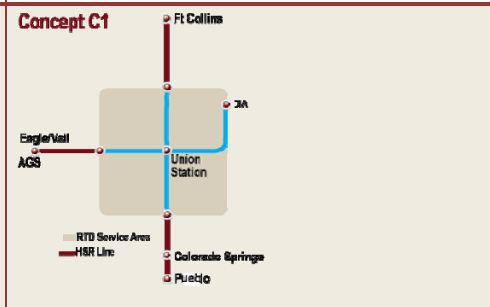 Concept C1
Ft Collins
DIA
Eagle/Vail
AGS
Union
Station
RTD Service Area
HSR Line
Colorado Springs
Pueblo